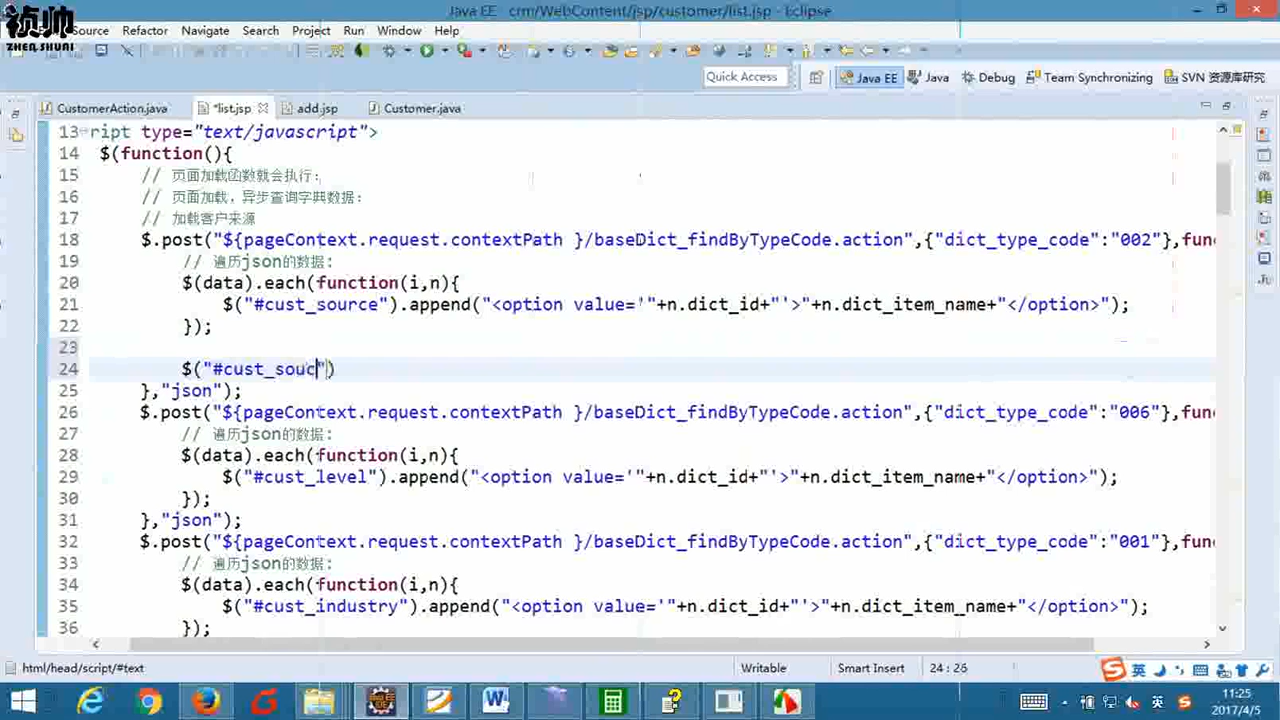 祯帅
ZHEN SHUAI
Java EE - crm/WebContent/jsp/customer/list.jsp - Eclipse
Source Refactor Navigate Search Project Run Window Help
Quick Access Java EE Java Debug Team Synchronizing SVN 资源库研究
CustomerAction.java *list.jsp add.jsp Customer.java
13 ript type="text/javascript">
14 $(function(){
15 // 页面加载函数就会执行:
16 // 页面加载，异步查询字典数据:
17 // 加载客户来源
18 $.post("${pageContext.request.contextPath }/baseDict_findByTypeCode.action",{"dict_type_code":"002"},func
19 // 遍历json的数据:
20 $(data).each(function(i,n){
21 $("#cust_source").append("<option value='"+n.dict_id+"'>"+n.dict_item_name+"</option>");
22 });
23
24 $("#cust_souc")
25 },"json");
26 $.post("${pageContext.request.contextPath }/baseDict_findByTypeCode.action",{"dict_type_code":"006"},func
27 // 遍历json的数据:
28 $(data).each(function(i,n){
29 $("#cust_level").append("<option value='"+n.dict_id+"'>"+n.dict_item_name+"</option>");
30 });
31 },"json");
32 $.post("${pageContext.request.contextPath }/baseDict_findByTypeCode.action",{"dict_type_code":"001"},func
33 // 遍历json的数据:
34 $(data).each(function(i,n){
35 $("#cust_industry").append("<option value='"+n.dict_id+"'>"+n.dict_item_name+"</option>");
36 });
html/head/script/#text Writable Smart Insert 24 : 26 英
11:25
英
2017/4/5